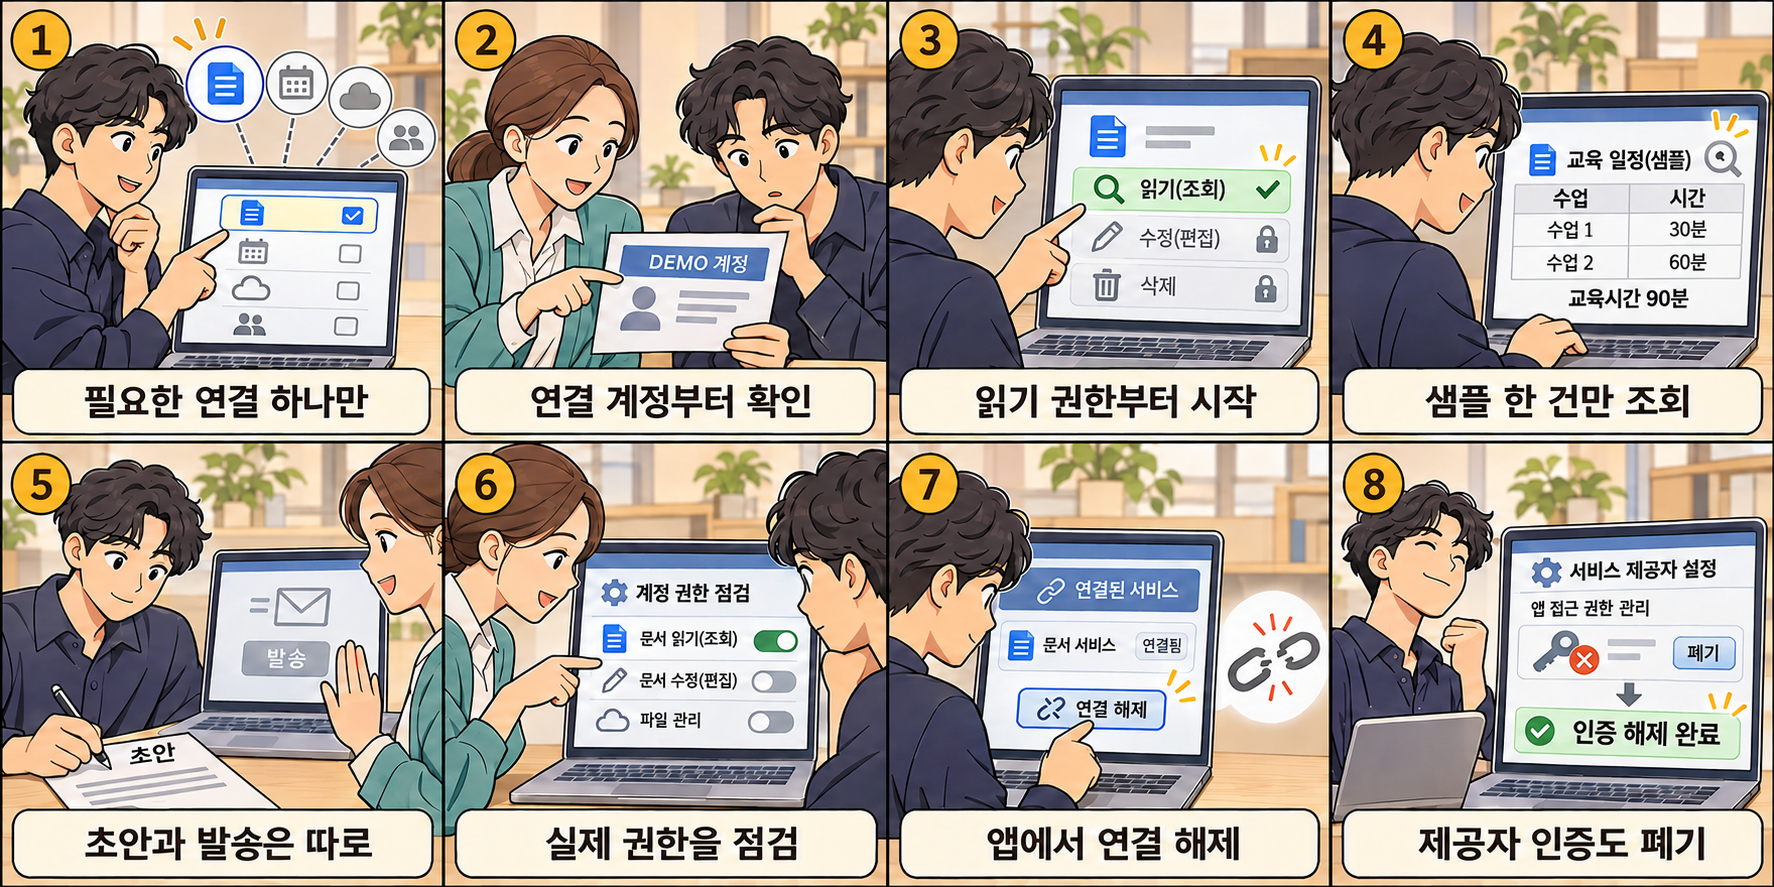 1
필요한 연결 하나만
2
DEMO 계정
연결 계정부터 확인
3
읽기(조회)
수정(편집)
삭제
읽기 권한부터 시작
4
교육 일정(샘플)
수업 시간
수업 1 30분
수업 2 60분
교육시간 90분
샘플 한 건만 조회
5
발송
초안
초안과 발송은 따로
6
계정 권한 점검
문서 읽기(조회)
문서 수정(편집)
파일 관리
실제 권한을 점검
7
연결된 서비스
문서 서비스 연결됨
연결 해제
앱에서 연결 해제
8
서비스 제공자 설정
앱 접근 권한 관리
폐기
인증 해제 완료
제공자 인증도 폐기